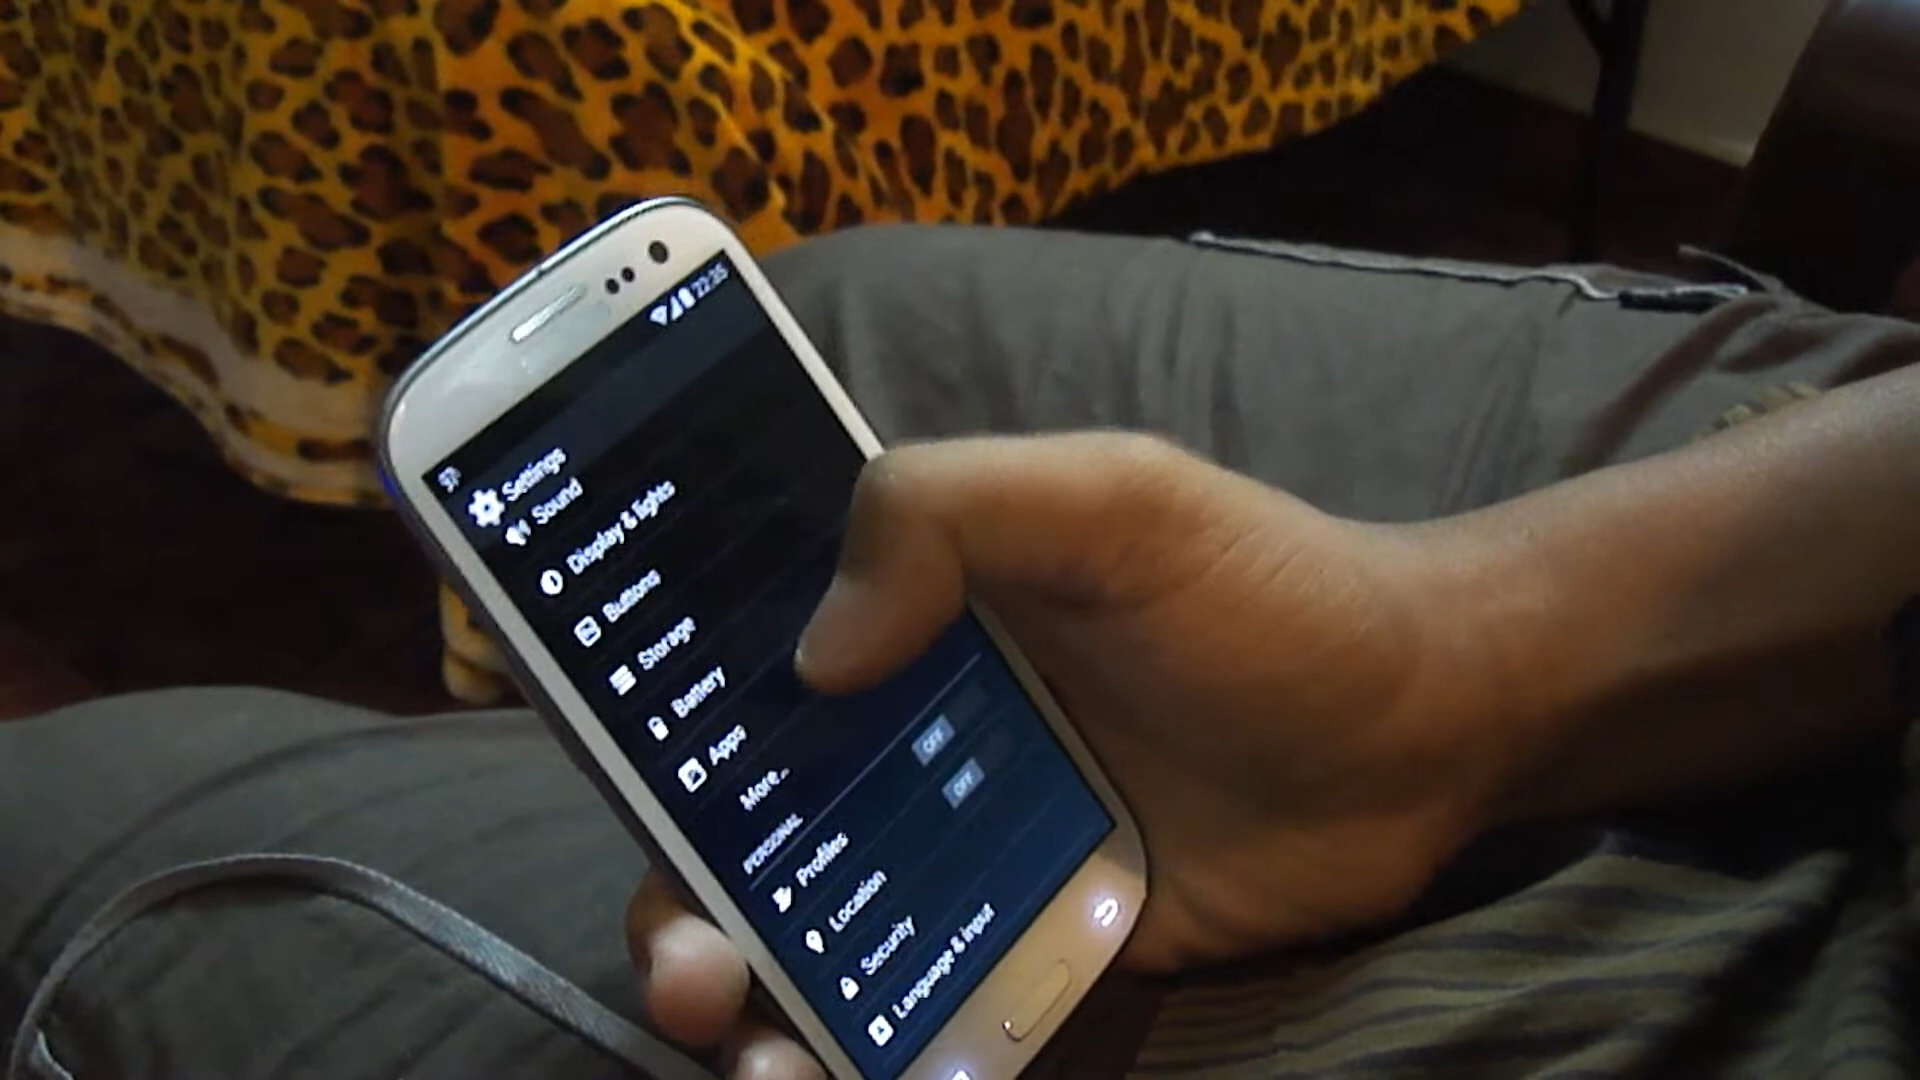 22:35
97°
Settings
Sound
Display & lights
Buttons
Storage
Battery
Apps
More...
PERSONAL
Profiles
OFF
Location
OFF
Security
Language & input